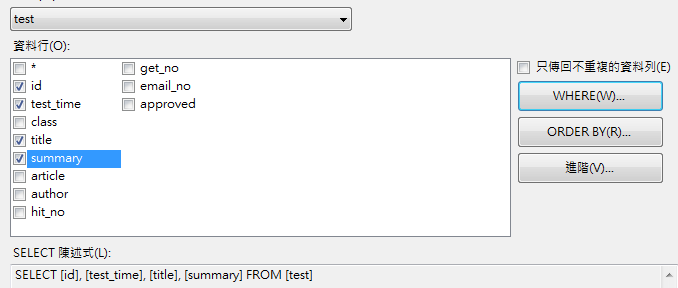 test
資料行(O):
*
id
test_time
class
title
summary
article
author
hit_no
get_no
email_no
approved
只傳回不重複的資料列(E)
WHERE(W)...
ORDER BY(R)...
進階(V)...
SELECT 陳述式(L):
SELECT [id], [test_time], [title], [summary] FROM [test]